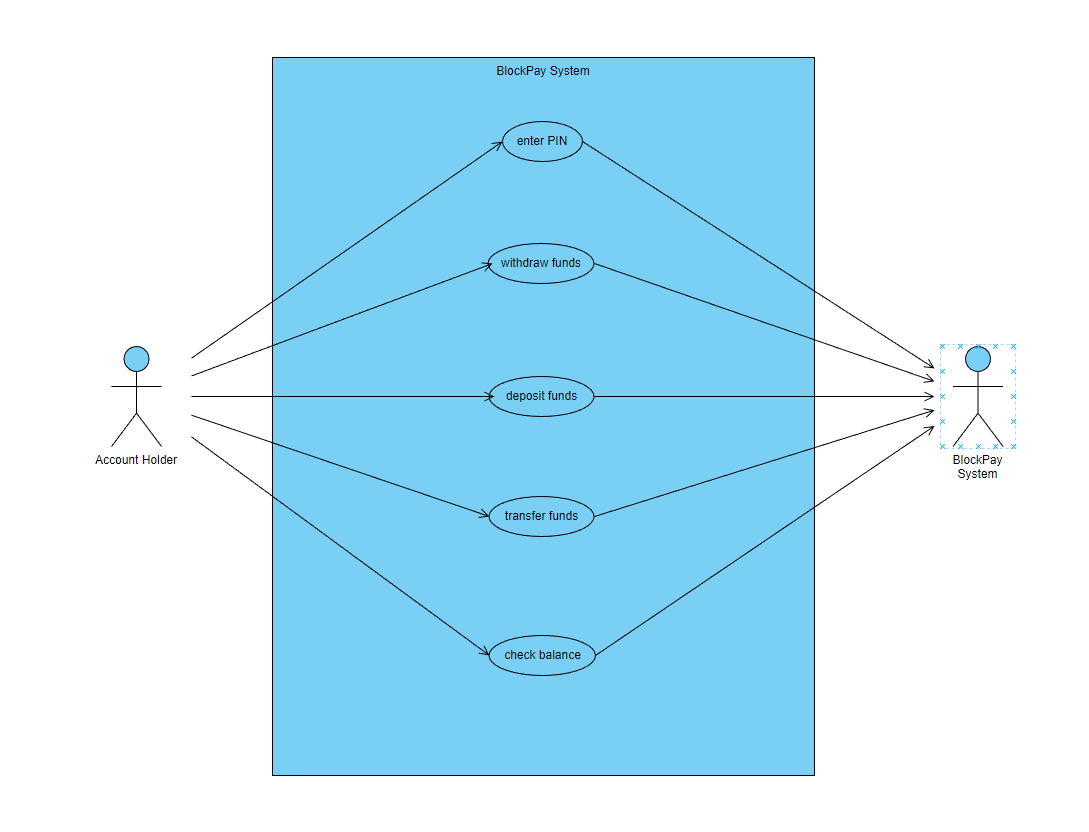 BlockPay System
enter PIN
withdraw funds
deposit funds
transfer funds
check balance
Account Holder
BlockPay
System